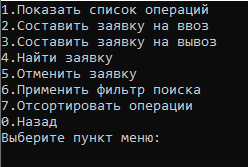 1.Показать список операций
2.Составить заявку на ввоз
3.Составить заявку на вывоз
4.Найти заявку
5.Отменить заявку
6.Применить фильтр поиска
7.Отсортировать операции
0.Назад
Выберите пункт меню: